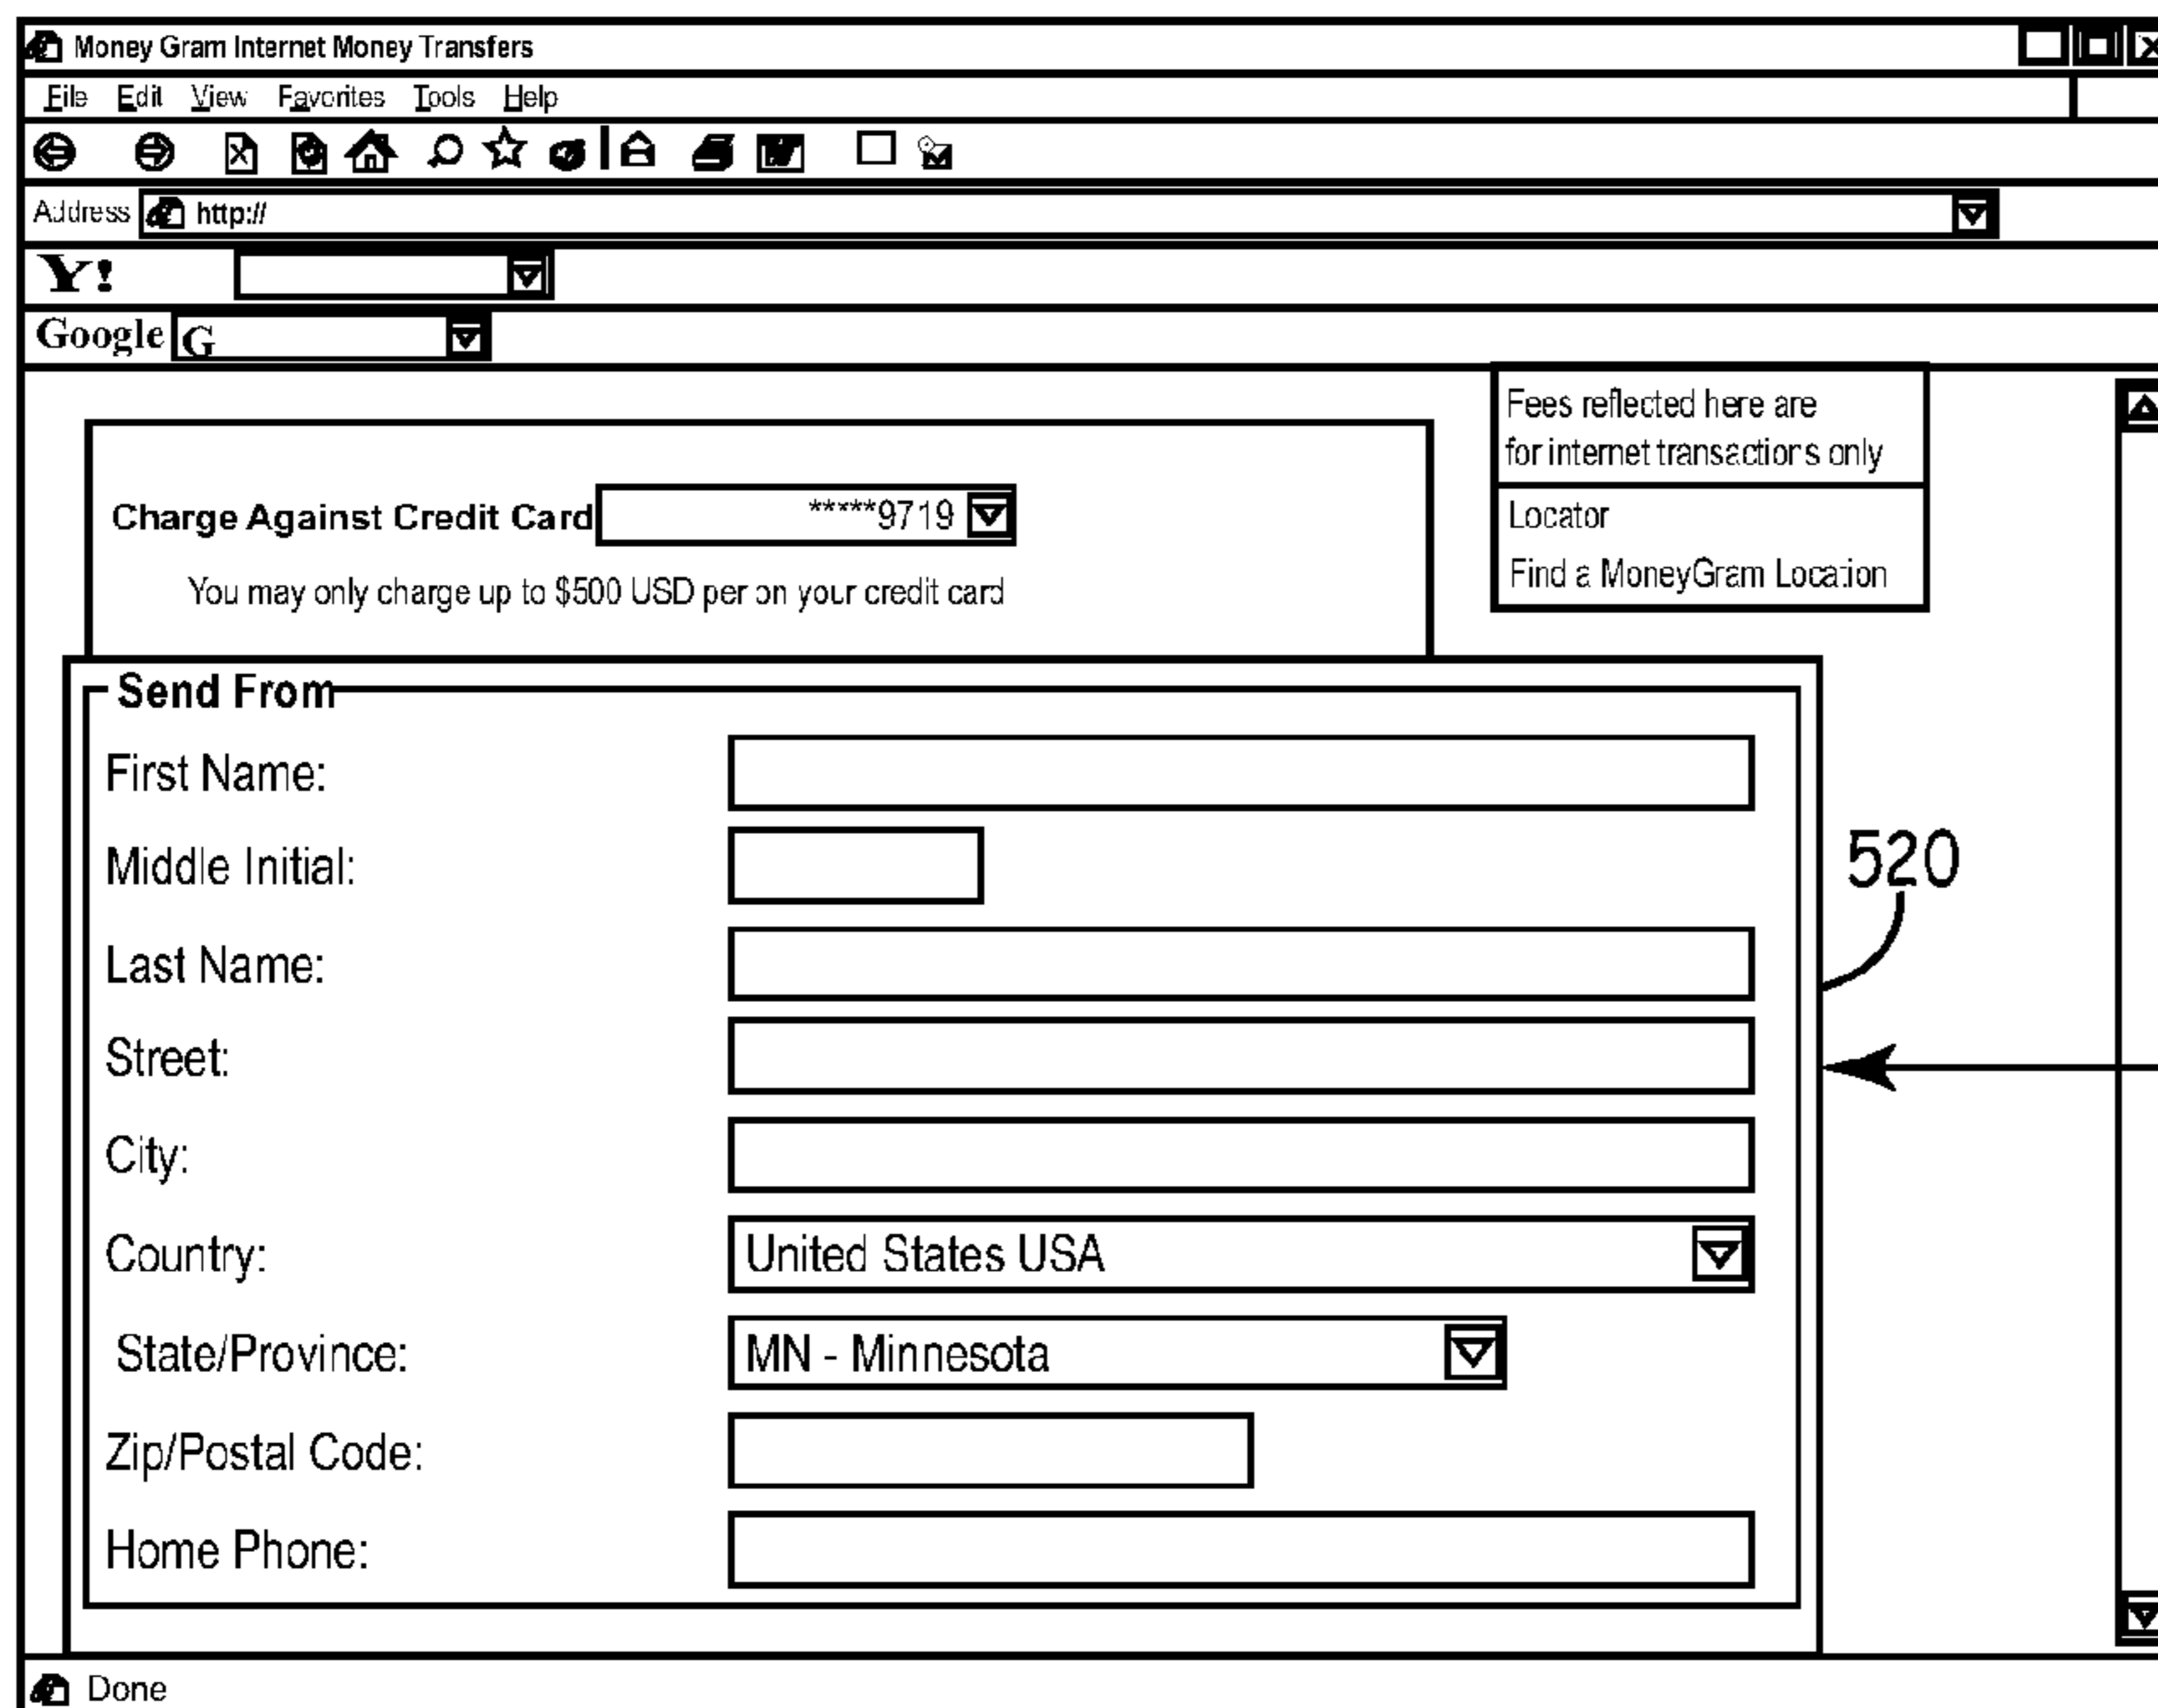 Money Gram Internet Money Transfers
File Edit View Favorites Tools Help
Address http://
Y!
Google G
Fees reflected here are
for internet transactions only
Locator
Find a MoneyGram Location
Charge Against Credit Card *****9719
You may only charge up to $500 USD per on your credit card
Send From
First Name:
Middle Initial:
Last Name:
Street:
City:
Country: United States USA
State/Province: MN - Minnesota
Zip/Postal Code:
Home Phone:
520
Done